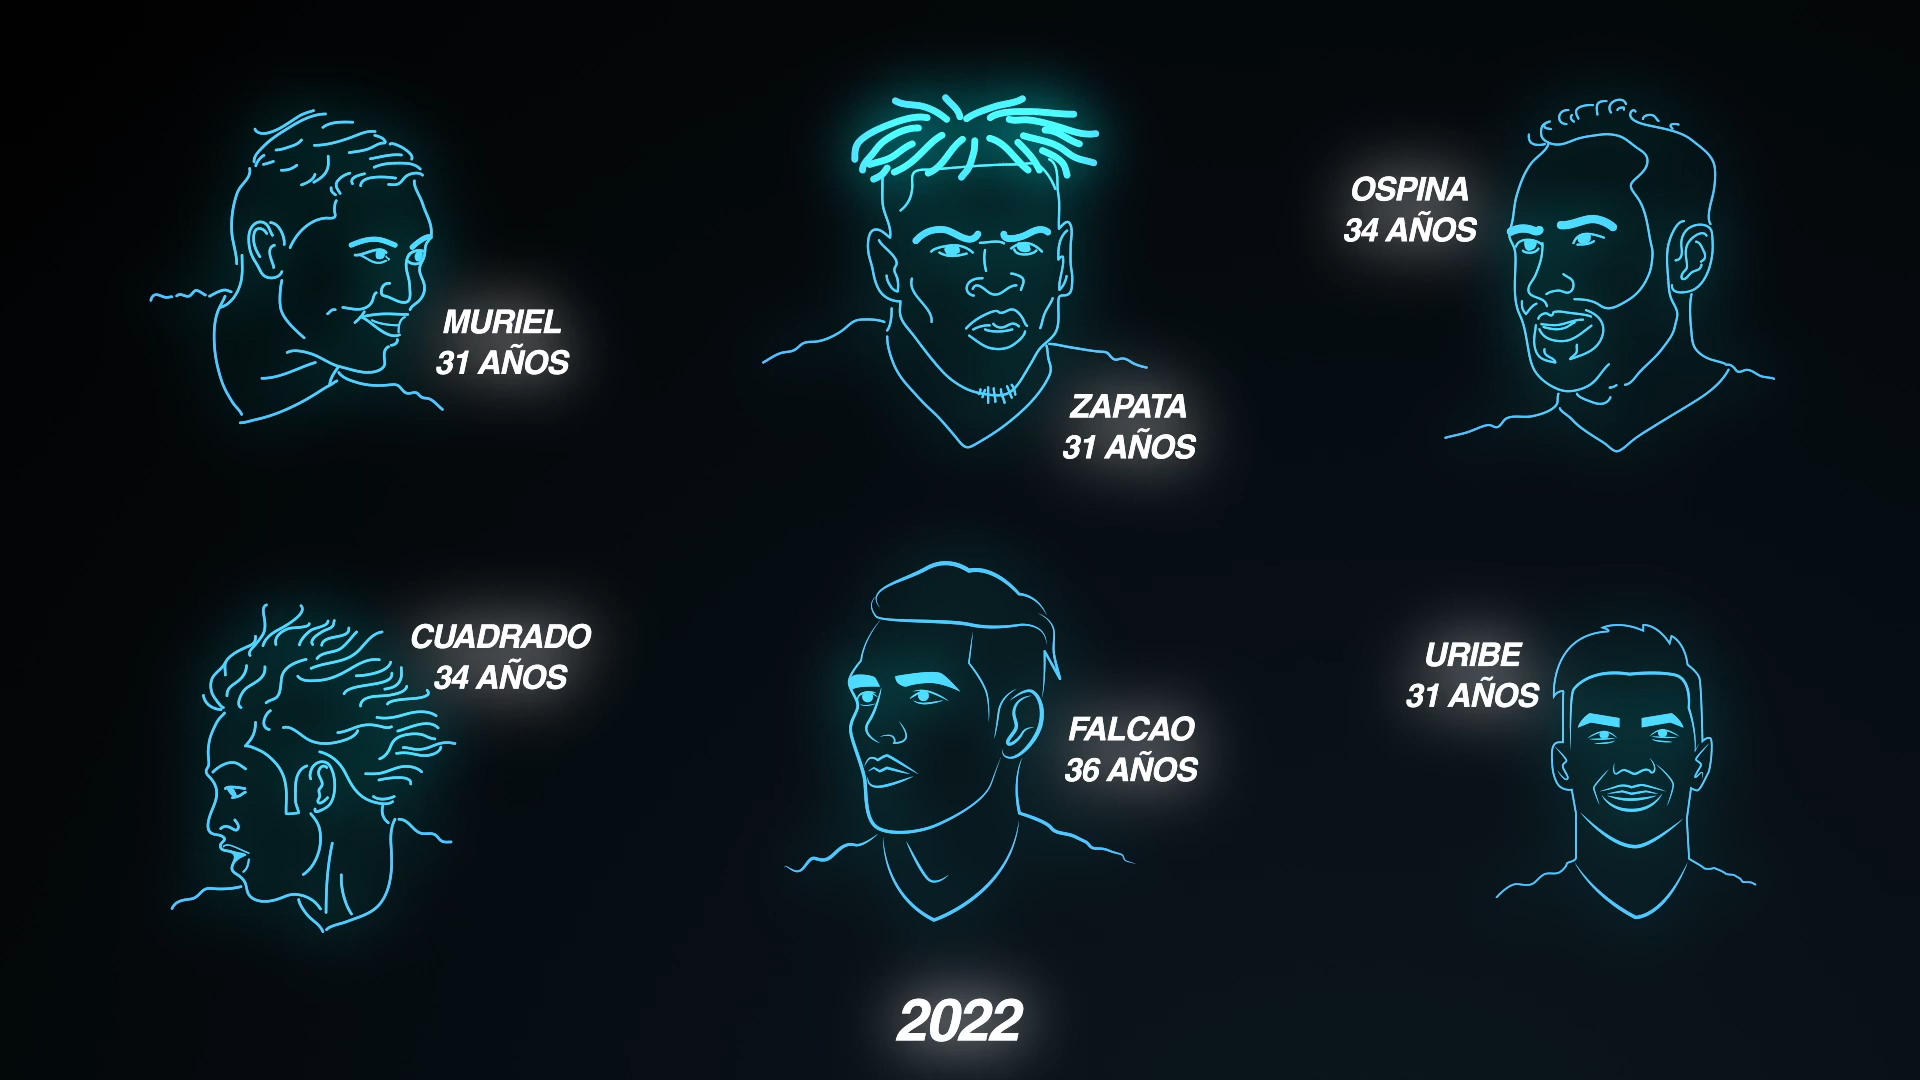 MURIEL
31 AÑOS
ZAPATA
31 AÑOS
OSPINA
34 AÑOS
CUADRADO
34 AÑOS
FALCAO
36 AÑOS
URIBE
31 AÑOS
2022